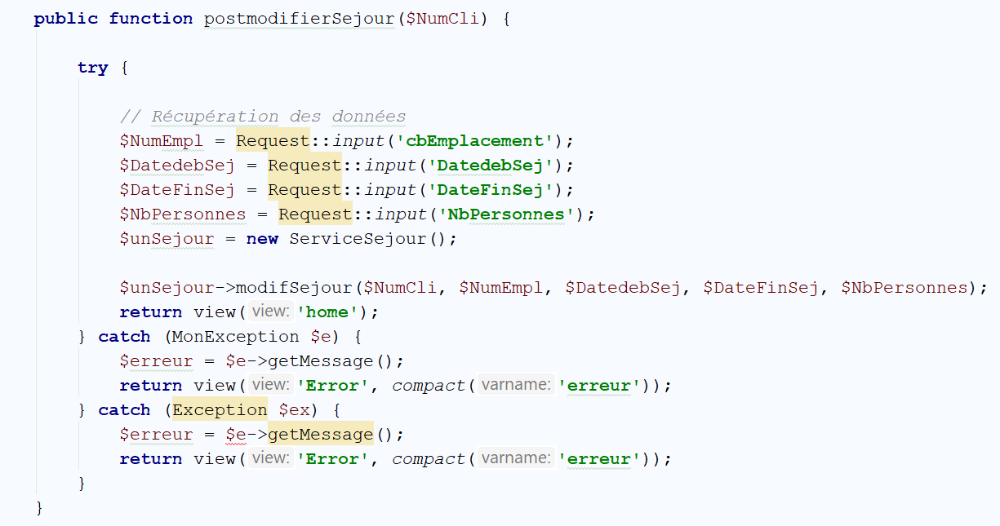 public function postmodifierSejour($NumCli) {
try {
// Récupération des données
$NumEmpl = Request::input('cbEmplacement');
$DatedebSej = Request::input('DatedebSej');
$DateFinSej = Request::input('DateFinSej');
$NbPersonnes = Request::input('NbPersonnes');
$unSejour = new ServiceSejour();
$unSejour->modifSejour($NumCli, $NumEmpl, $DatedebSej, $DateFinSej, $NbPersonnes);
return view( view: 'home');
} catch (MonException $e) {
$erreur = $e->getMessage();
return view( view: 'Error', compact( varname: 'erreur'));
} catch (Exception $ex) {
$erreur = $e->getMessage();
return view( view: 'Error', compact( varname: 'erreur'));
}
}